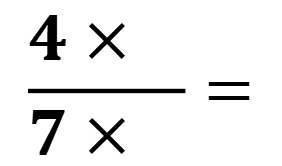 4 ×
=
7 ×